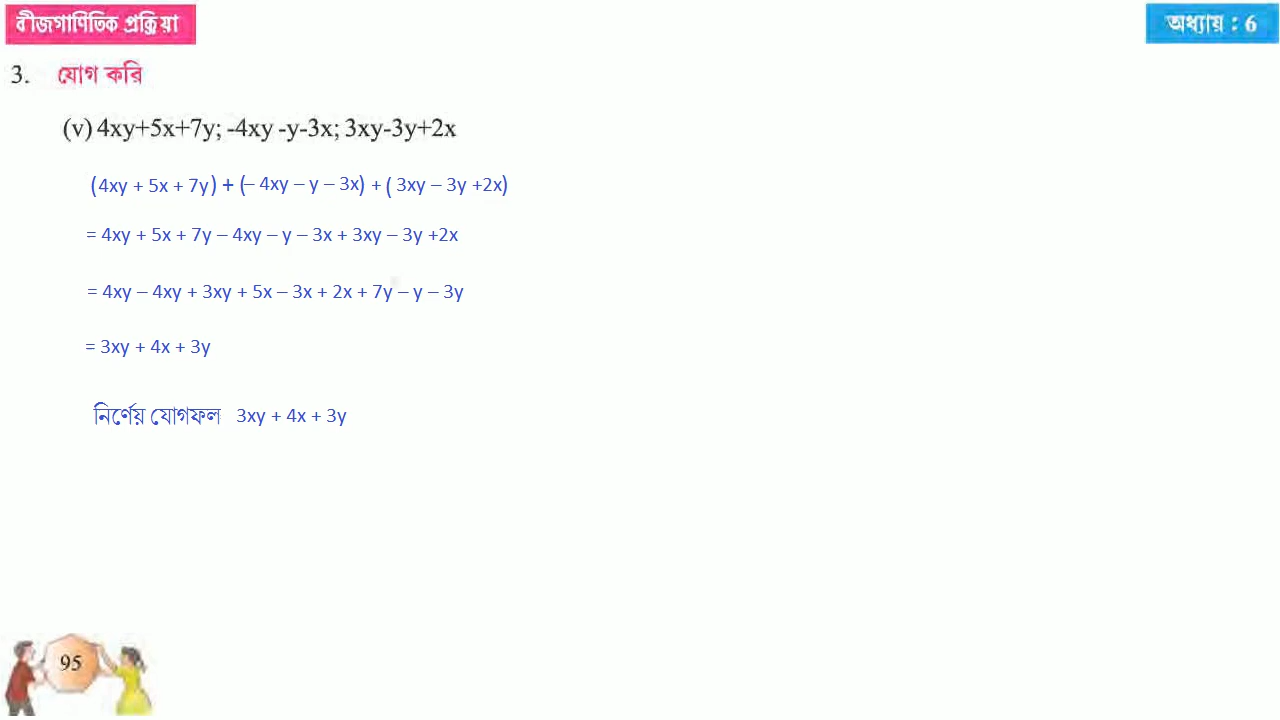 বীজগাণিতিক প্রক্রিয়া
অধ্যায় : 6
3. যোগ করি
(v) 4xy+5x+7y; -4xy -y-3x; 3xy-3y+2x
(4xy + 5x + 7y) + (– 4xy – y – 3x) + ( 3xy – 3y +2x)
= 4xy + 5x + 7y – 4xy – y – 3x + 3xy – 3y +2x
= 4xy – 4xy + 3xy + 5x – 3x + 2x + 7y – y – 3y
= 3xy + 4x + 3y
নির্ণেয় যোগফল 3xy + 4x + 3y
95